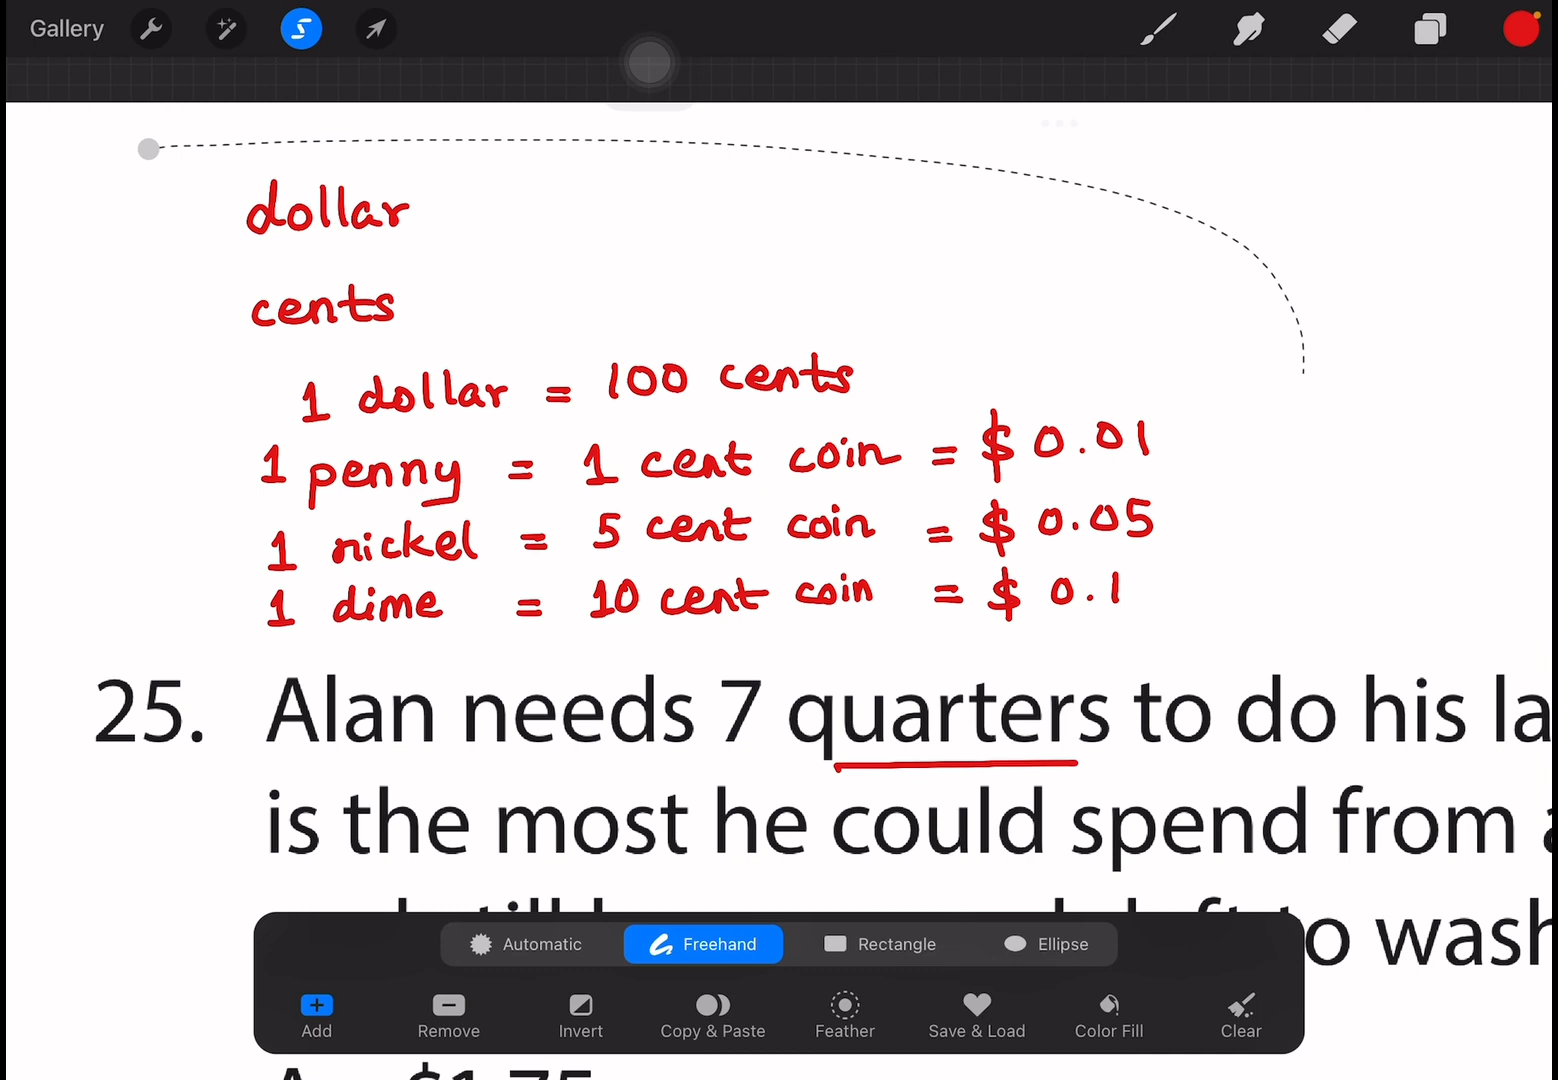 Gallery
dollar
cents
1 dollar = 100 cents
1 penny = 1 cent coin = $ 0.01
1 nickel = 5 cent coin = $ 0.05
1 dime = 10 cent coin = $ 0.1
25. Alan needs 7 quarters to do his la
is the most he could spend from
to wash
Automatic Freehand Rectangle Ellipse
Add Remove Invert Copy & Paste Feather Save & Load Color Fill Clear